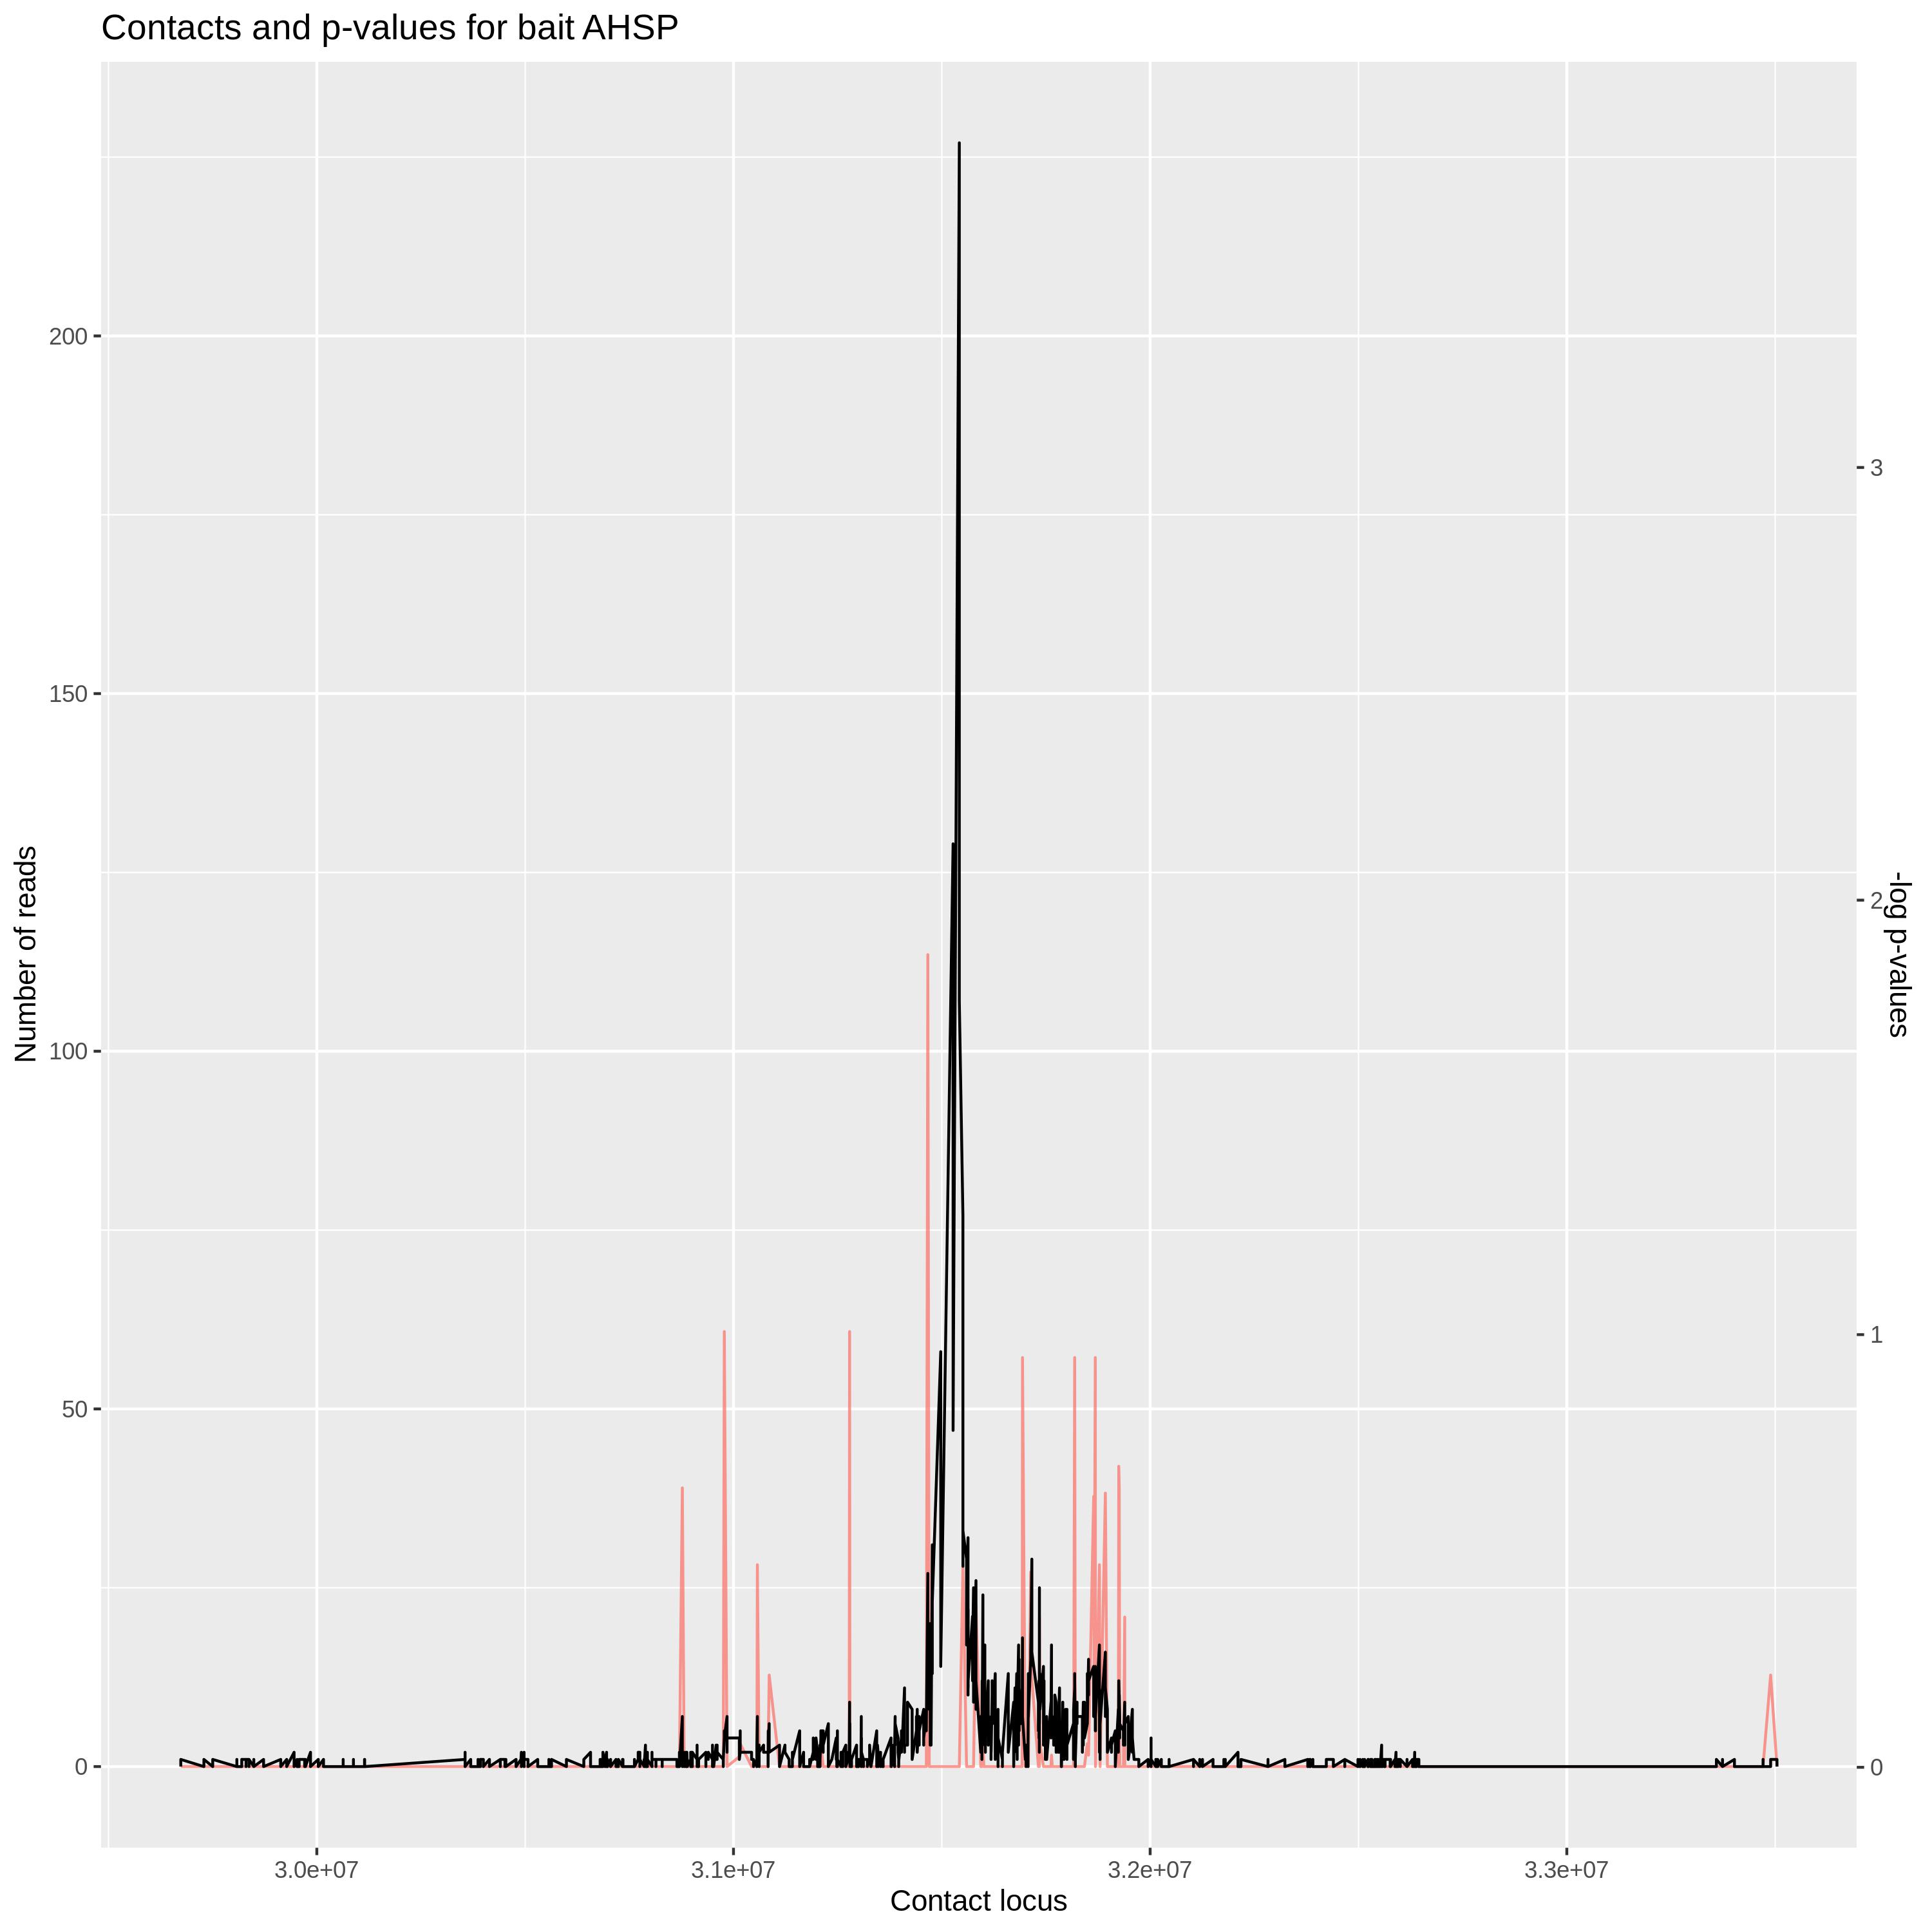 Contacts and p-values for bait AHSP
200
150
100
50
0
Number of reads
3
2
1
0
-log p-values
3.0e+07
3.1e+07
3.2e+07
3.3e+07
Contact locus